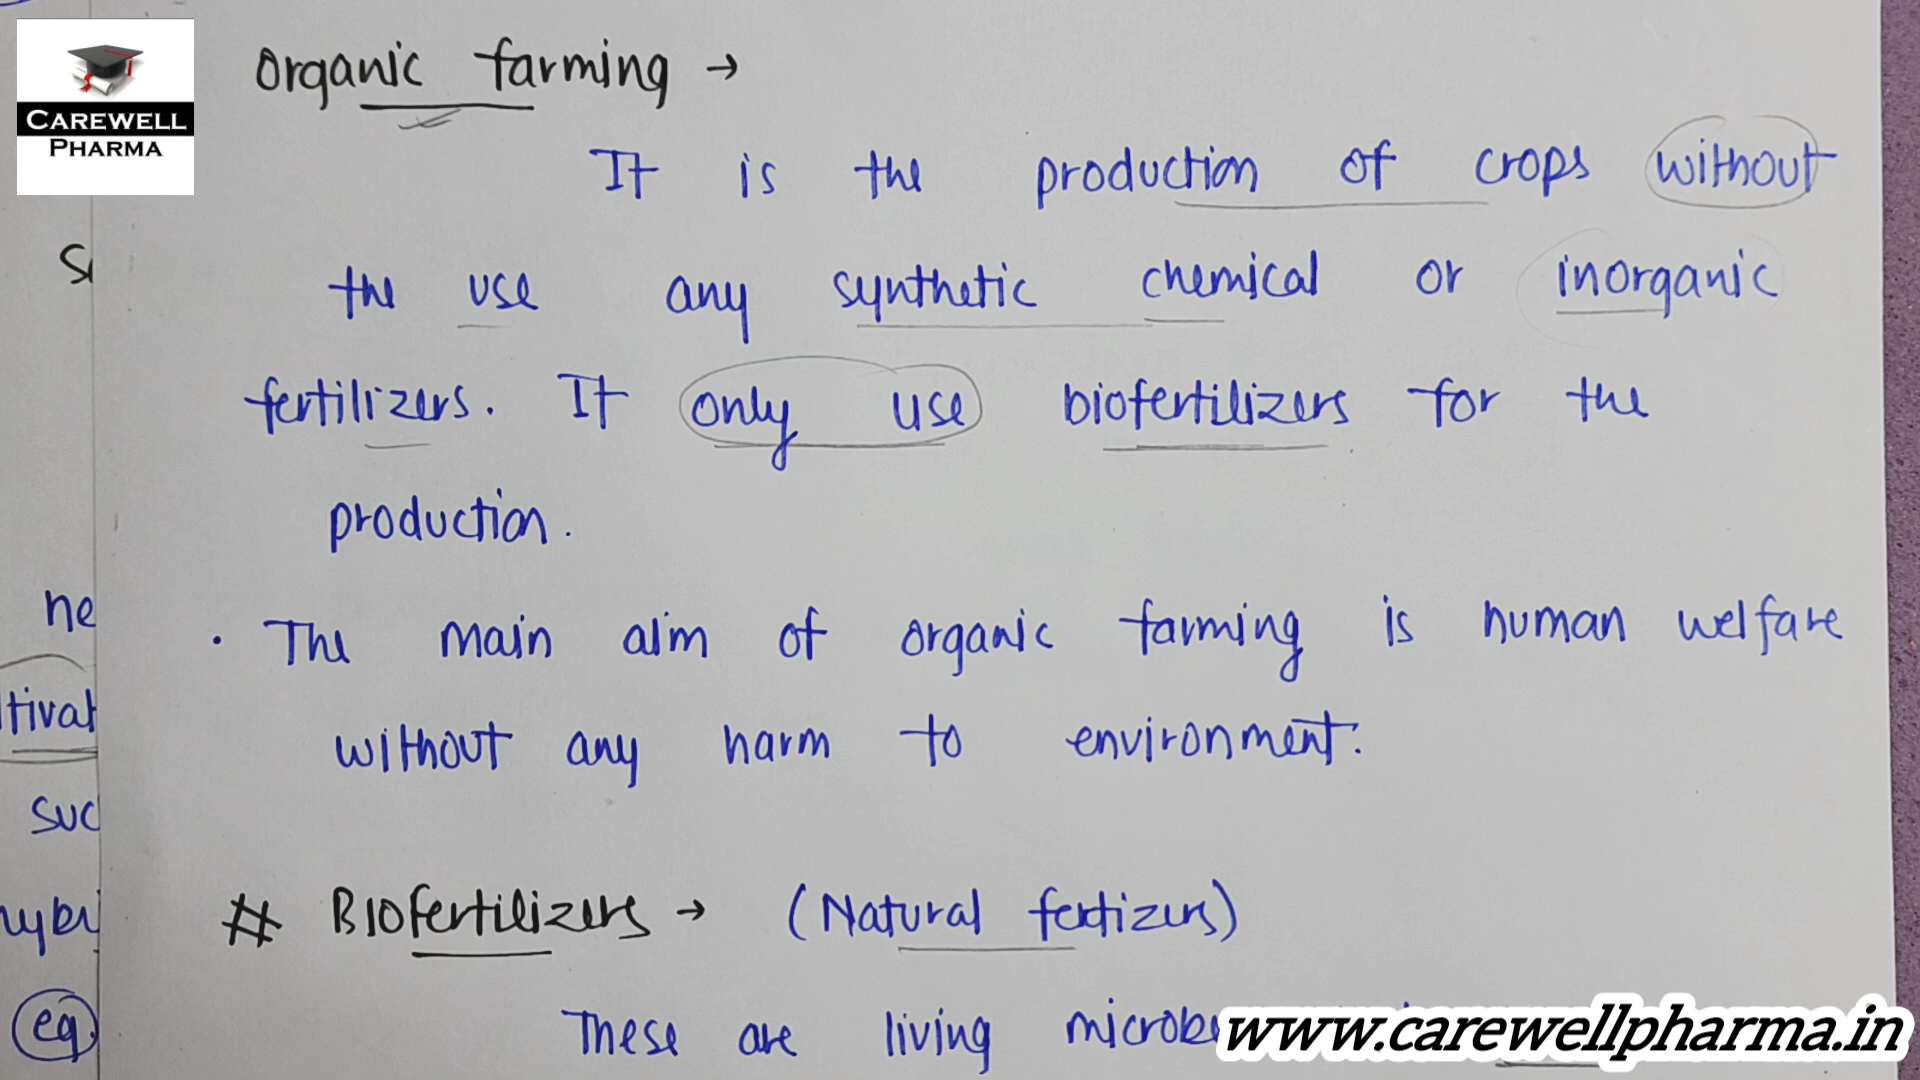 CAREWELL
PHARMA
Organic farming →
It is the production of crops without
the use any synthetic chemical or inorganic
fertilizers. It only use biofertilizers for the
production.
• The main aim of organic farming is human welfare
without any harm to environment.
# Biofertilizers → (Natural fertizers)
These are living
www.carewellpharma.in
eg.